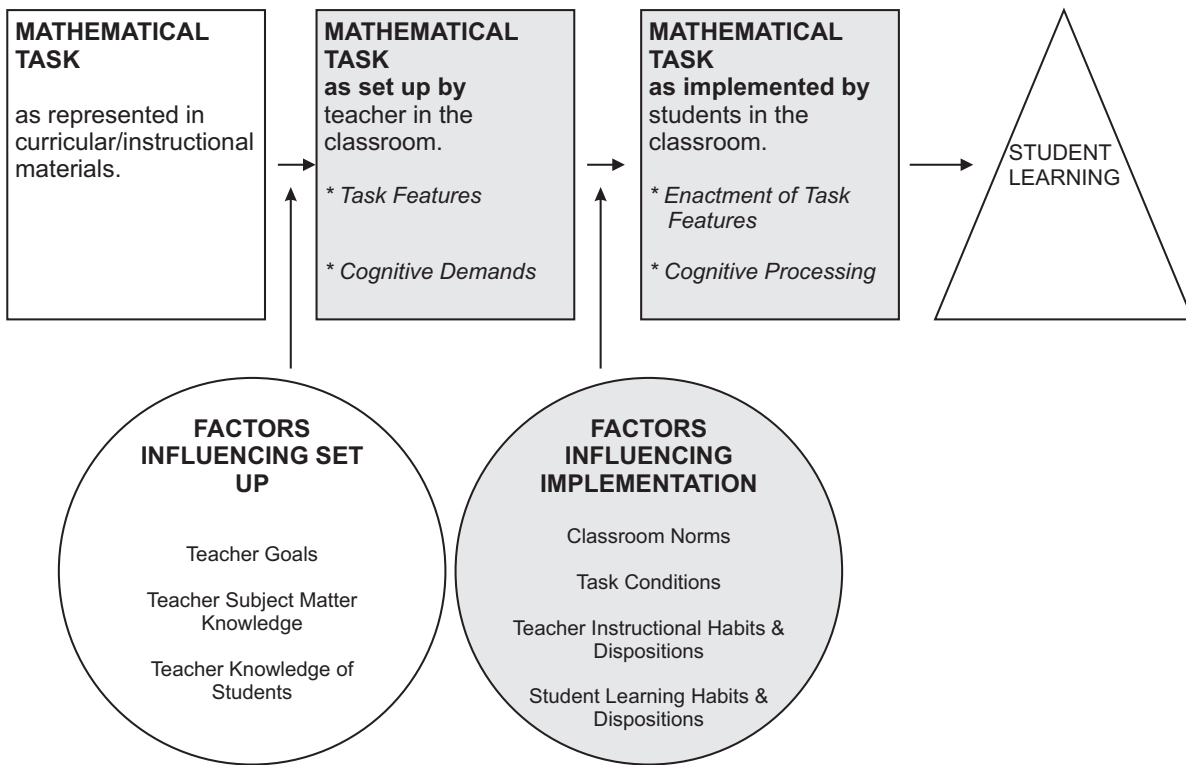 MATHEMATICAL
TASK
as represented in
curricular/instructional
materials.
MATHEMATICAL
TASK
as set up by
teacher in the
classroom.
* Task Features
* Cognitive Demands
MATHEMATICAL
TASK
as implemented by
students in the
classroom.
* Enactment of Task
Features
* Cognitive Processing
STUDENT
LEARNING
FACTORS
INFLUENCING SET
UP
Teacher Goals
Teacher Subject Matter
Knowledge
Teacher Knowledge of
Students
FACTORS
INFLUENCING
IMPLEMENTATION
Classroom Norms
Task Conditions
Teacher Instructional Habits &
Dispositions
Student Learning Habits &
Dispositions